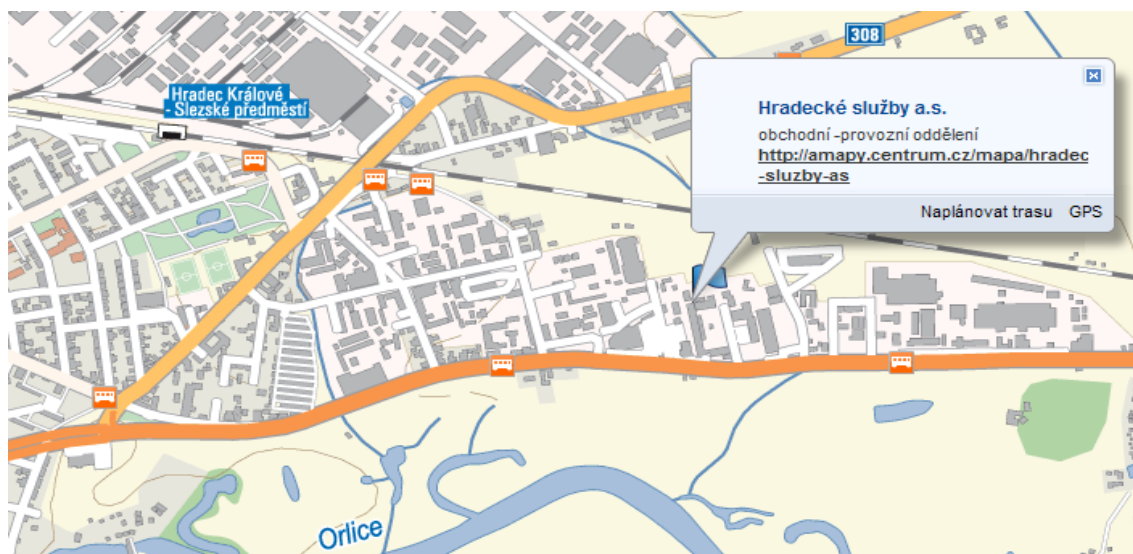 308
Hradec Králové
- Slezské předměstí
Hradecké služby a.s.
obchodní -provozní oddělení
http://amapy.centrum.cz/mapa/hradec
-sluzby-as
Naplánovat trasu GPS
Orlice